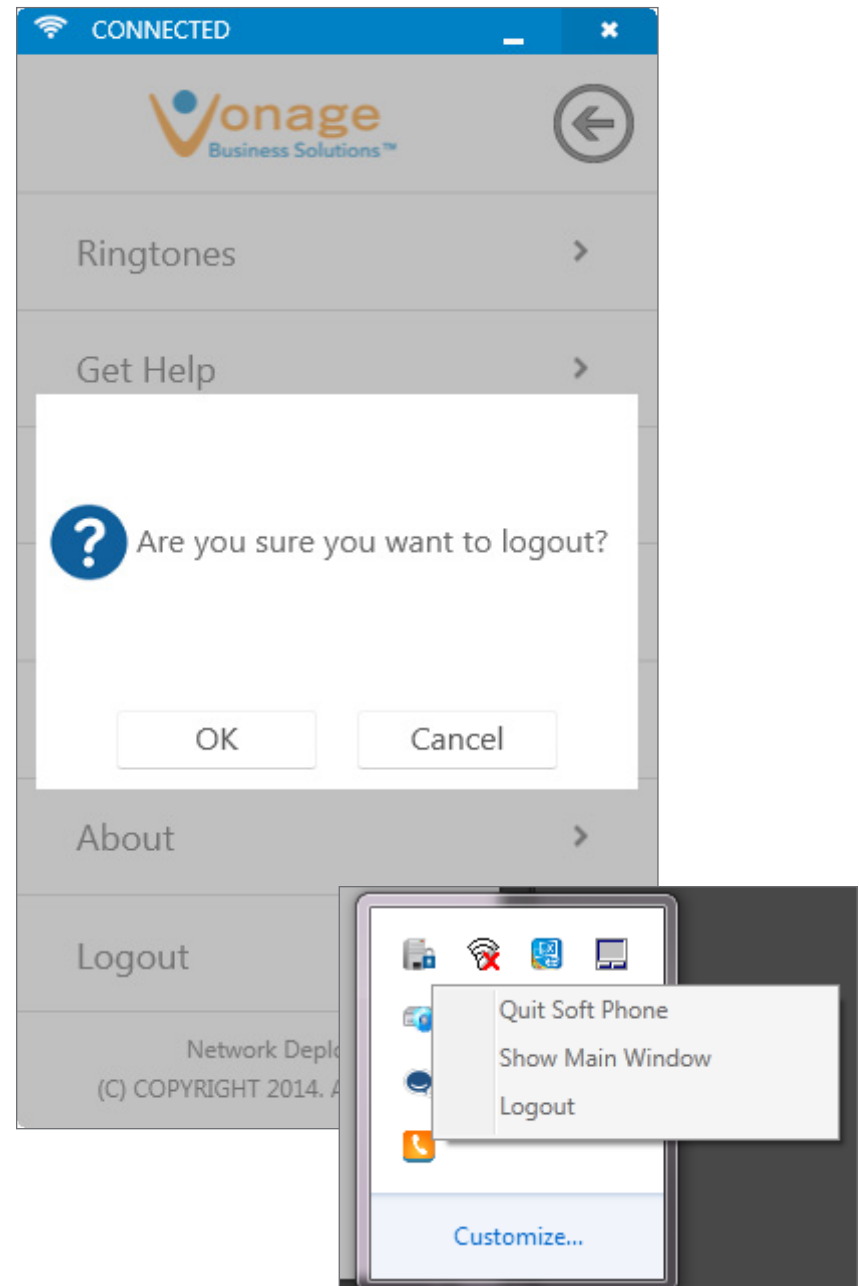 CONNECTED
Vonage
Business Solutions™
Ringtones
Get Help
Are you sure you want to logout?
OK
Cancel
About
Logout
Network
(C) COPYRIGHT 2014.
Quit Soft Phone
Show Main Window
Logout
Customize...